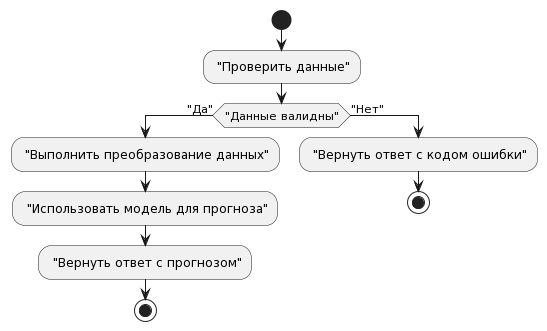 "Проверить данные"
"Да"
"Данные валидны"
"Нет"
"Выполнить преобразование данных"
"Вернуть ответ с кодом ошибки"
"Использовать модель для прогноза"
"Вернуть ответ с прогнозом"